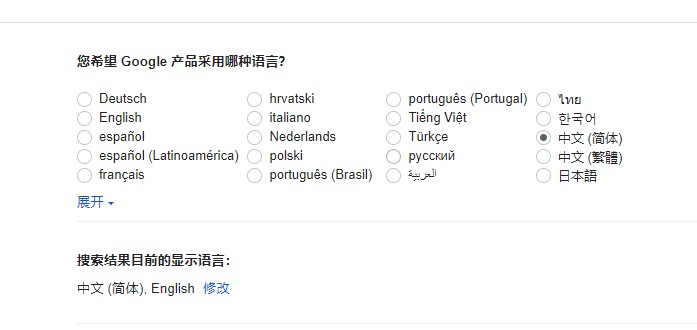 您希望 Google 产品采用哪种语言?
Deutsch hrvatski português (Portugal) ไทย
English italiano Tiếng Việt 한국어
español Nederlands Türkçe 中文 (简体)
español (Latinoamérica) polski русский 中文 (繁體)
français português (Brasil) العربية 日本語
展开
搜索结果目前的显示语言:
中文 (简体), English 修改